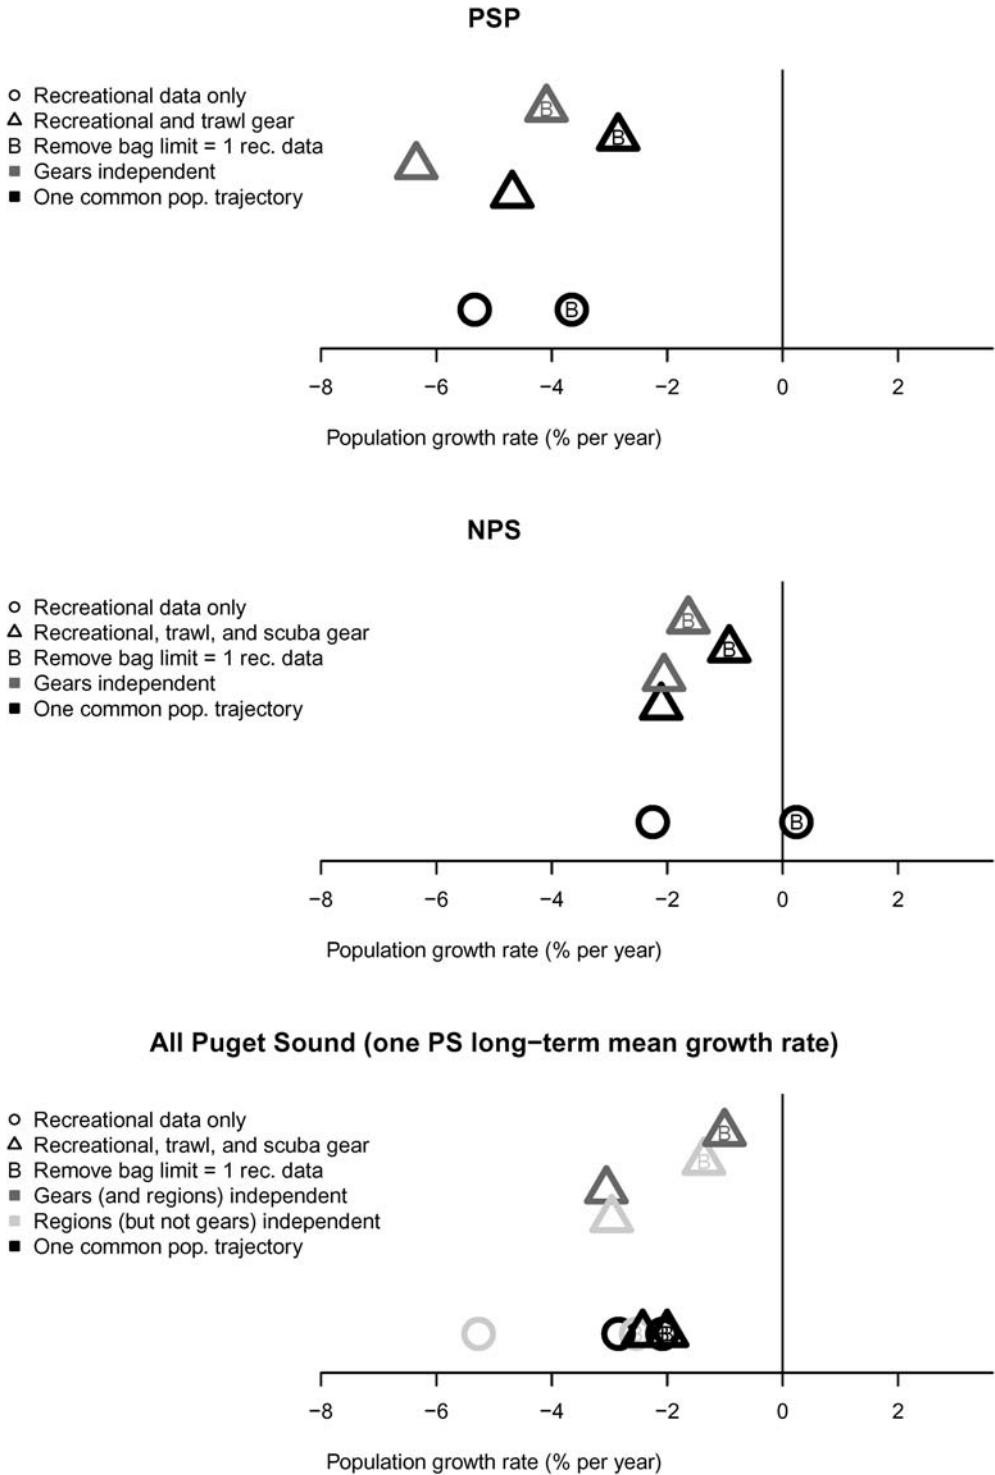 PSP
Recreational data only
Recreational and trawl gear
B Remove bag limit = 1 rec. data
Gears independent
One common pop. trajectory
B
B
B
−8 −6 −4 −2 0 2
Population growth rate (% per year)
NPS
Recreational data only
Recreational, trawl, and scuba gear
B Remove bag limit = 1 rec. data
Gears independent
One common pop. trajectory
B
B
B
−8 −6 −4 −2 0 2
Population growth rate (% per year)
All Puget Sound (one PS long−term mean growth rate)
Recreational data only
Recreational, trawl, and scuba gear
B Remove bag limit = 1 rec. data
Gears (and regions) independent
Regions (but not gears) independent
One common pop. trajectory
B
B
−8 −6 −4 −2 0 2
Population growth rate (% per year)